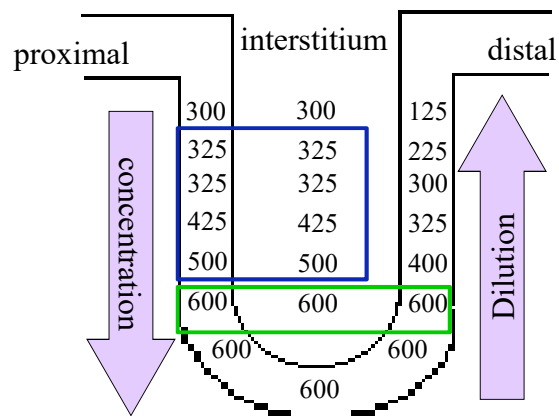 interstitium
proximal
distal
300 300 125
325 325 225
325 325 300
425 425 325
500 500 400
600 600 600
600 600
600
concentration
Dilution